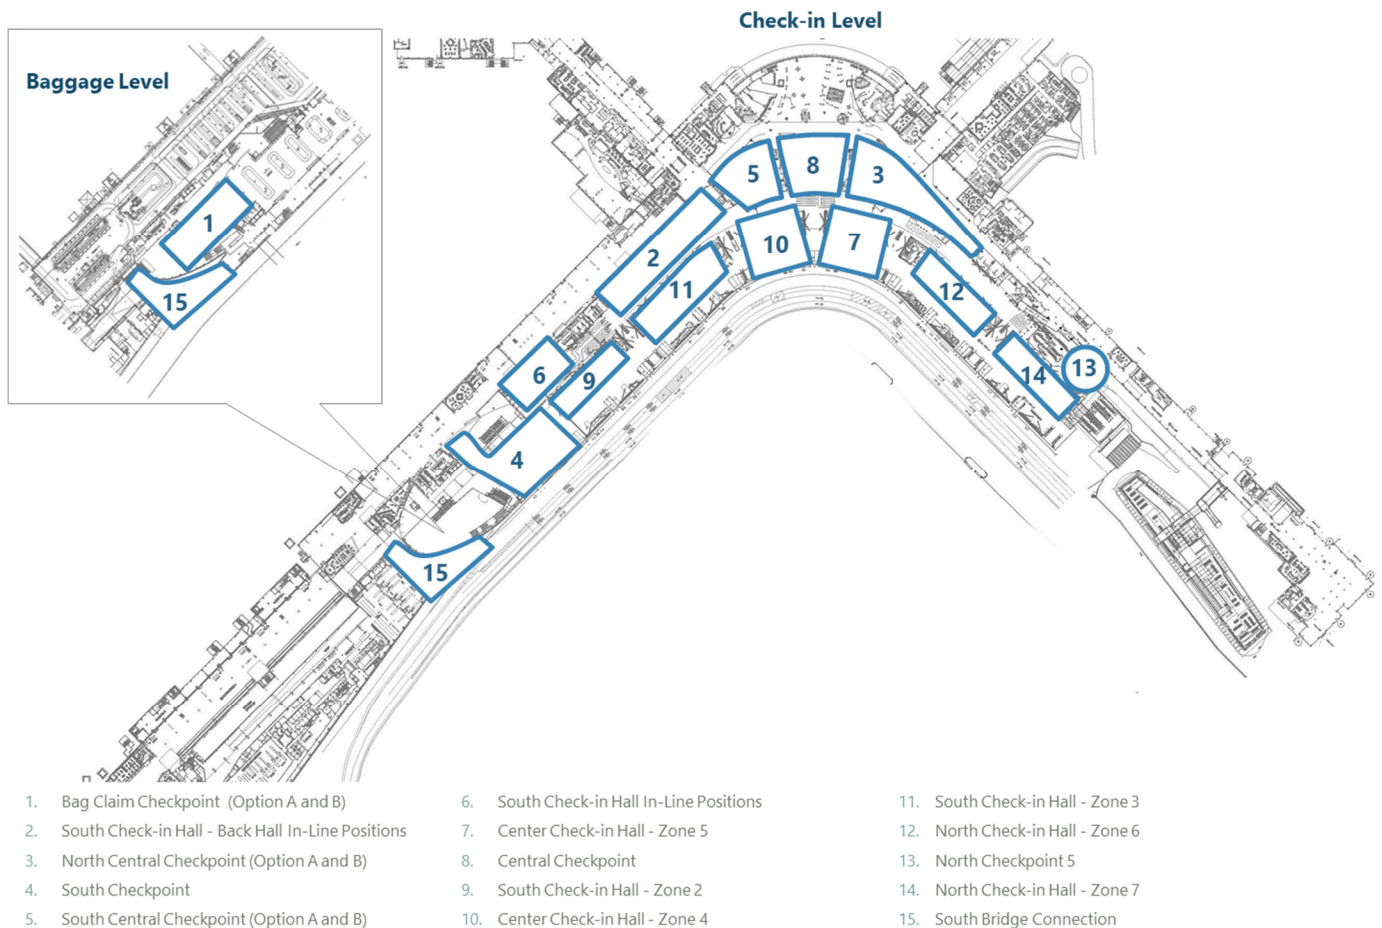 Check-in Level
Baggage Level
1
15
5
8
3
2
10
7
11
12
6
9
14
13
4
15
1. Bag Claim Checkpoint (Option A and B)
2. South Check-in Hall - Back Hall In-Line Positions
3. North Central Checkpoint (Option A and B)
4. South Checkpoint
5. South Central Checkpoint (Option A and B)
6. South Check-in Hall In-Line Positions
7. Center Check-in Hall - Zone 5
8. Central Checkpoint
9. South Check-in Hall - Zone 2
10. Center Check-in Hall - Zone 4
11. South Check-in Hall - Zone 3
12. North Check-in Hall - Zone 6
13. North Checkpoint 5
14. North Check-in Hall - Zone 7
15. South Bridge Connection